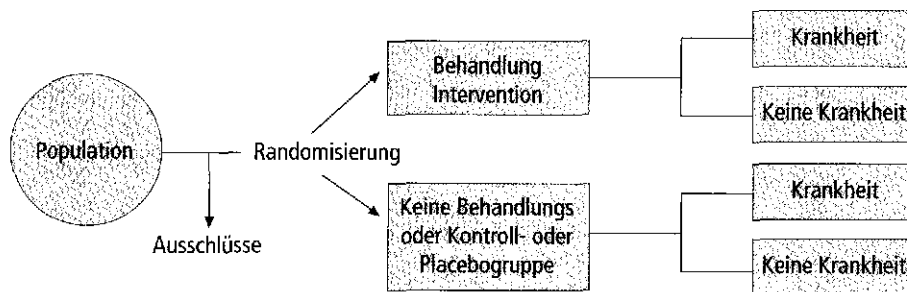 Population
Ausschlüsse
Randomisierung
Behandlung
Intervention
Keine Behandlungs
oder Kontroll- oder
Placebogruppe
Krankheit
Keine Krankheit
Krankheit
Keine Krankheit